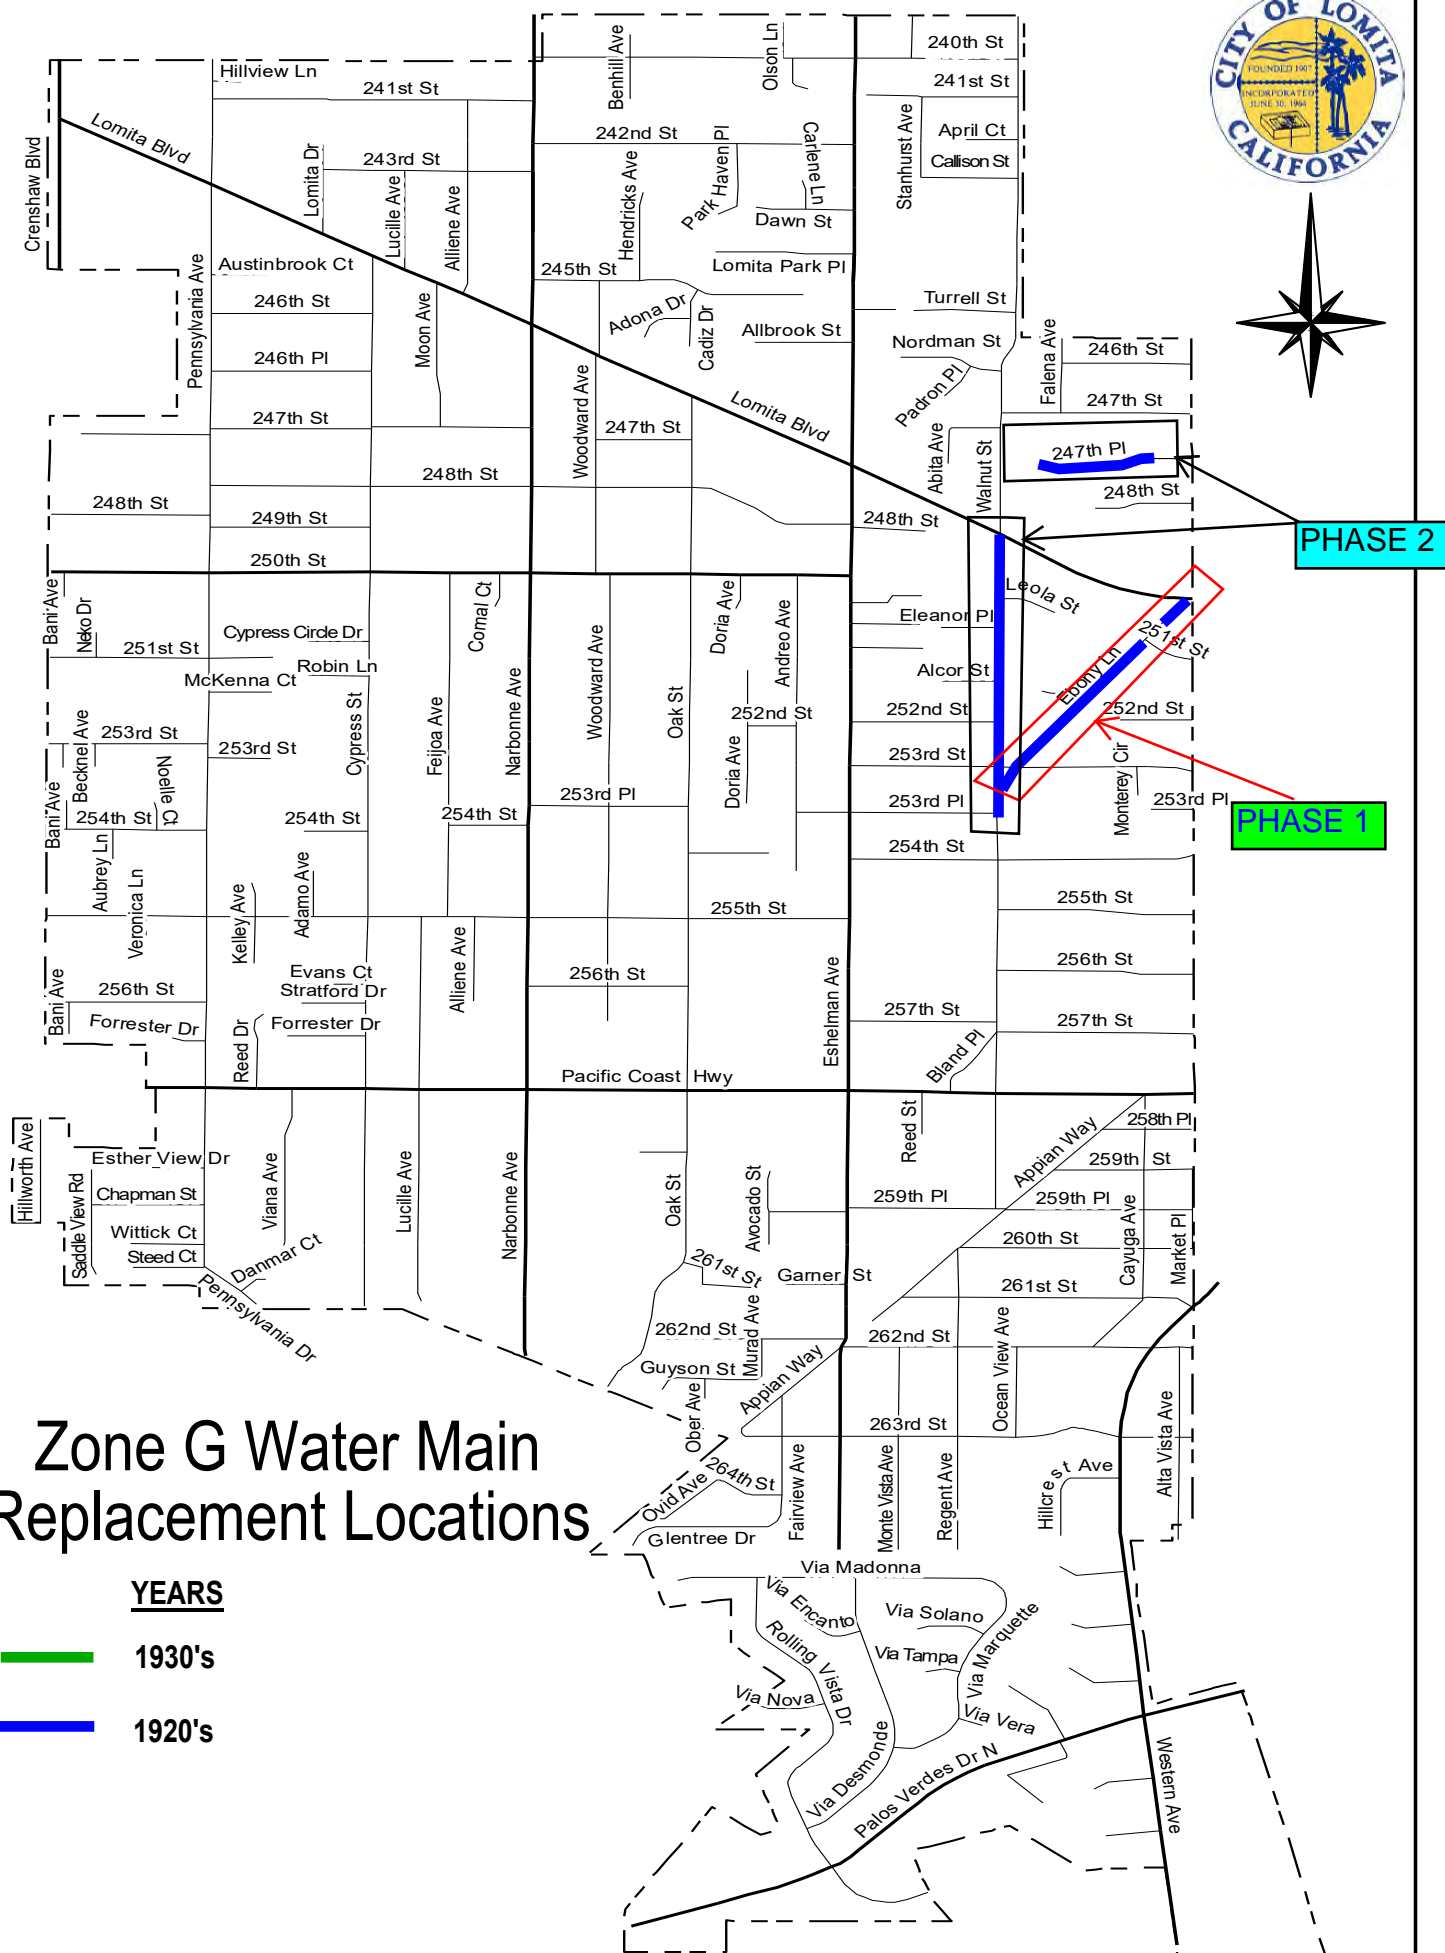 CITY OF LOMITA
FOUNDED 1907
INCORPORATED
JUNE 30, 1964
CALIFORNIA
240th St
Hillview Ln
241st St
Benhill Ave
Olson Ln
241st St
Crenshaw Blvd
Lomita Blvd
242nd St
Park Haven Pl
Carlene Ln
Stanhurst Ave
April Ct
Callison St
Lomita Dr
243rd St
Lucille Ave
Alliene Ave
Hendricks Ave
Dawn St
Pennsylvania Ave
Austinbrook Ct
245th St
Lomita Park Pl
246th St
Moon Ave
Adona Dr
Cadiz Dr
Allbrook St
Turrell St
Nordman St
Falena Ave
246th St
246th Pl
Woodward Ave
Padron Pl
247th St
247th St
247th St
Lomita Blvd
Abita Ave
Walnut St
247th Pl
248th St
248th St
248th St
249th St
248th St
PHASE 2
250th St
Bani Ave
Neko Dr
Cypress Circle Dr
Comal Ct
Doria Ave
Andreo Ave
Leola St
Eleanor Pl
251st St
251st St
Robin Ln
McKenna Ct
Alcor St
Ebony Ln
Cypress St
Feijoa Ave
Narbonne Ave
Woodward Ave
Oak St
252nd St
252nd St
252nd St
Becknel Ave
253rd St
253rd St
Noelle Ct
Doria Ave
253rd St
Monterey Cir
253rd Pl
253rd Pl
253rd Pl
PHASE 1
Bani Ave
254th St
254th St
254th St
254th St
Aubrey Ln
Veronica Ln
Kelley Ave
Adamo Ave
255th St
255th St
Alliene Ave
Evans Ct
Stratford Dr
256th St
256th St
256th St
Bani Ave
Forrester Dr
Reed Dr
Forrester Dr
Eshelman Ave
257th St
257th St
Bland Pl
Pacific Coast Hwy
Hillworth Ave
Reed St
Appian Way
258th Pl
Esther View Dr
Saddle View Rd
Chapman St
Viana Ave
Lucille Ave
Narbonne Ave
Oak St
Avocado St
259th St
259th Pl
259th Pl
Wittick Ct
Steed Ct
Danmar Ct
260th St
Cayuga Ave
Market Pl
261st St
Garner St
261st St
Pennsylvania Dr
262nd St
Murad Ave
262nd St
Ocean View Ave
Guyson St
Appian Way
Ober Ave
263rd St
Alta Vista Ave
Zone G Water Main
Replacement Locations
Ovid Ave
264th St
Fairview Ave
Monte Vista Ave
Regent Ave
Hillcrest Ave
Glentree Dr
Via Madonna
YEARS
1930's
1920's
Via Encanto
Via Solano
Rolling Vista Dr
Via Tampa
Via Marquette
Via Nova
Via Vera
Via Desmonde
Palos Verdes Dr N
Western Ave